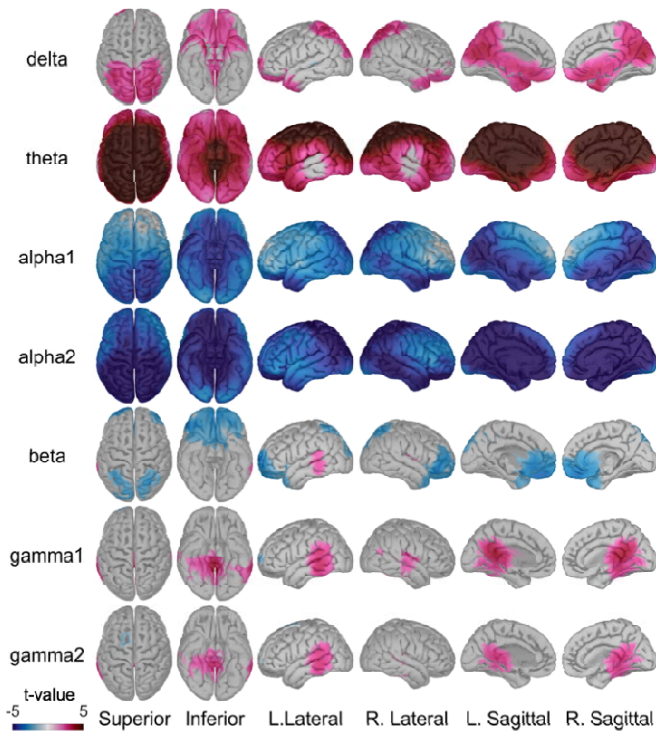 delta
theta
alpha1
alpha2
beta
gamma1
gamma2
t-value
-5 5
Superior Inferior L.Lateral R. Lateral L. Sagittal R. Sagittal